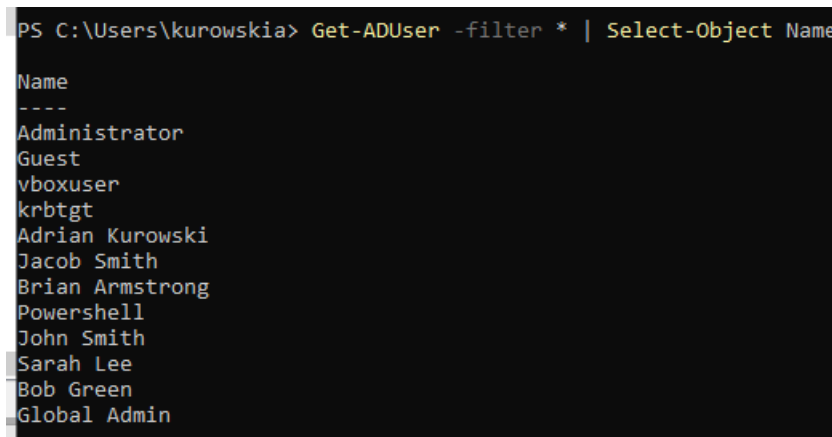 PS C:\Users\kurowskia> Get-ADUser -filter * | Select-Object Name
Name
----
Administrator
Guest
vboxuser
krbtgt
Adrian Kurowski
Jacob Smith
Brian Armstrong
Powershell
John Smith
Sarah Lee
Bob Green
Global Admin